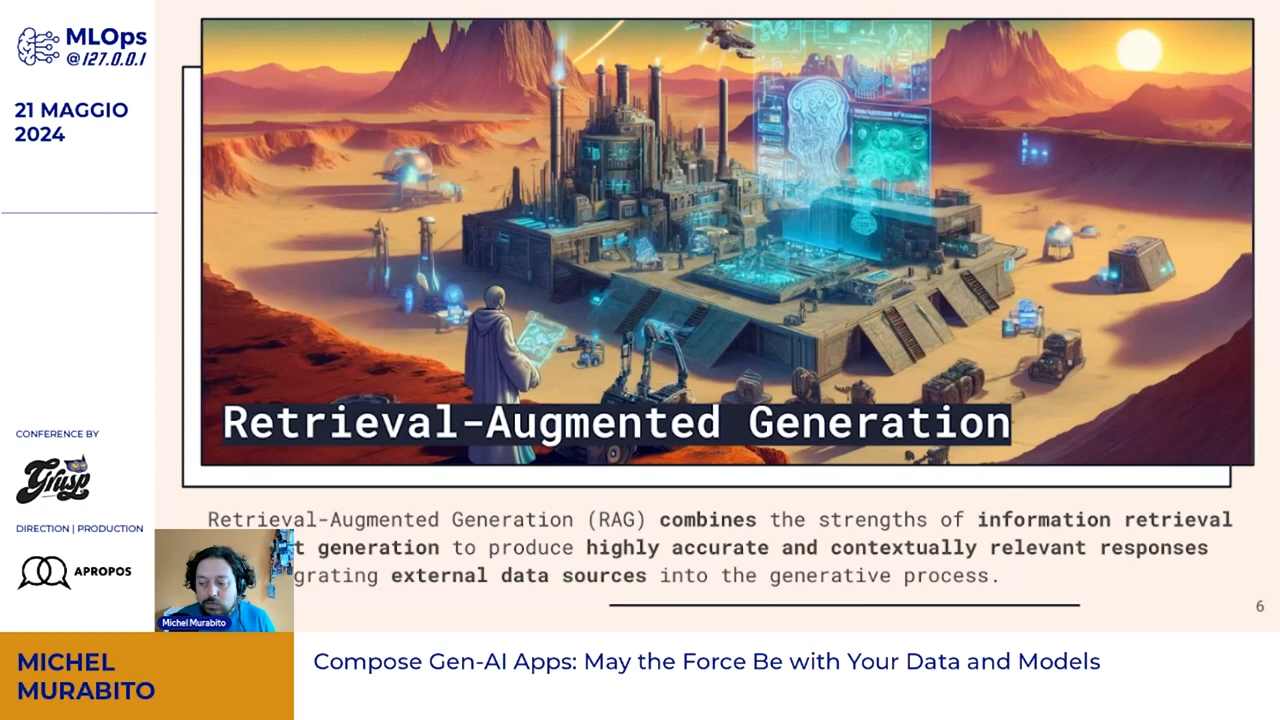 MLOps
@127.0.0.1
21 MAGGIO
2024
Retrieval-Augmented Generation
Retrieval-Augmented Generation (RAG) combines the strengths of information retrieval
t generation to produce highly accurate and contextually relevant responses
grating external data sources into the generative process.
6
CONFERENCE BY
Grusp
DIRECTION | PRODUCTION
APROPOS
Michel Murabito
MICHEL
MURABITO
Compose Gen-AI Apps: May the Force Be with Your Data and Models